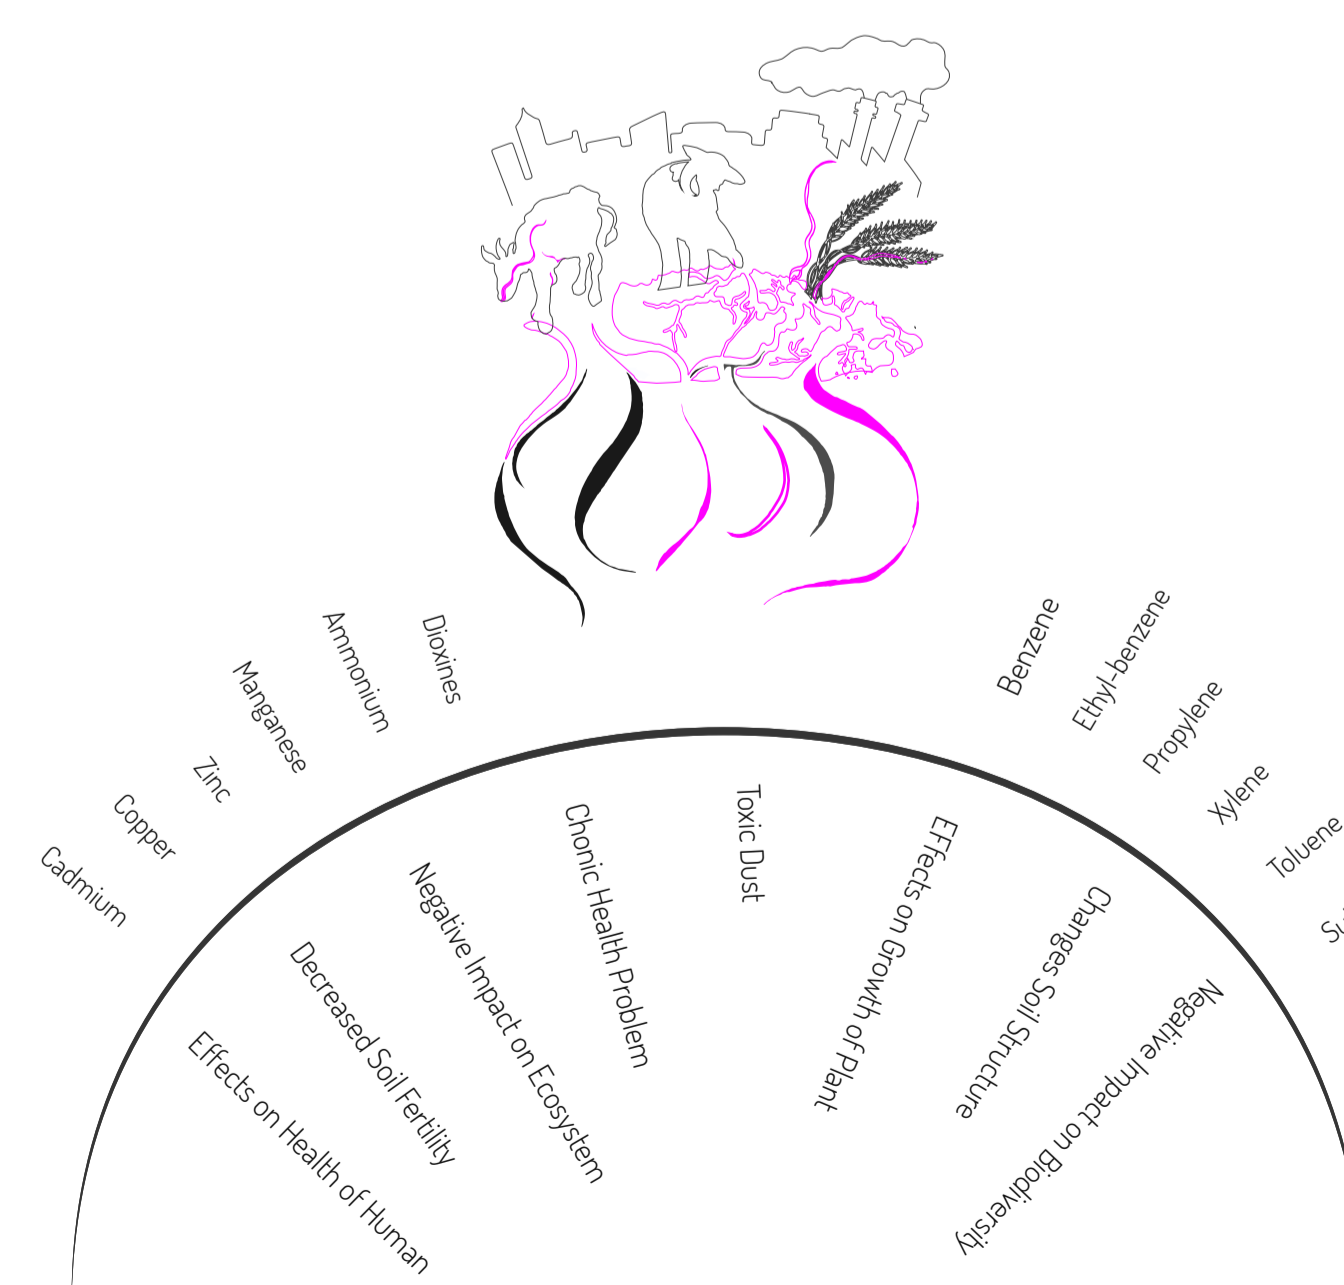 Dioxines
Ammonium
Manganese
Zinc
Copper
Cadmium
Benzene
Ethyl-benzene
Propylene
Xylene
Toluene
Effects on Health of Human
Decreased Soil Fertility
Negative Impact on Ecosystem
Chonic Health Problem
Toxic Dust
Effects on Growth of Plant
Changes Soil Structure
Negative Impact on Biodiversity